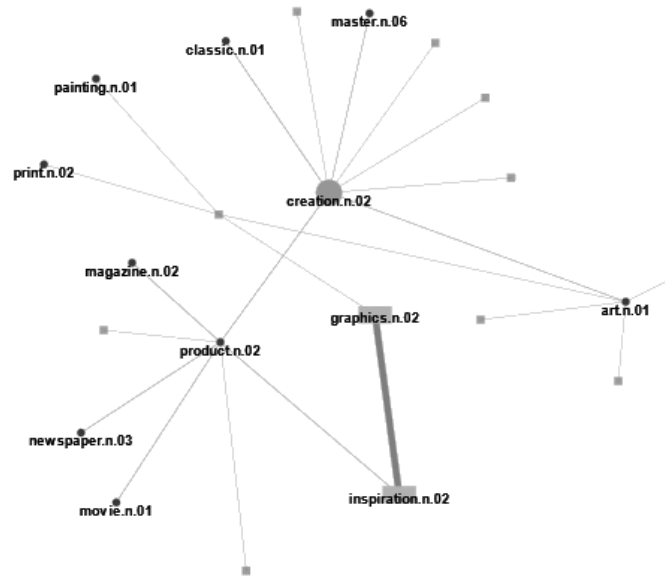 master.n.06
classic.n.01
painting.n.01
print.n.02
creation.n.02
magazine.n.02
art.n.01
graphics.n.02
product.n.02
newspaper.n.03
inspiration.n.02
movie.n.01